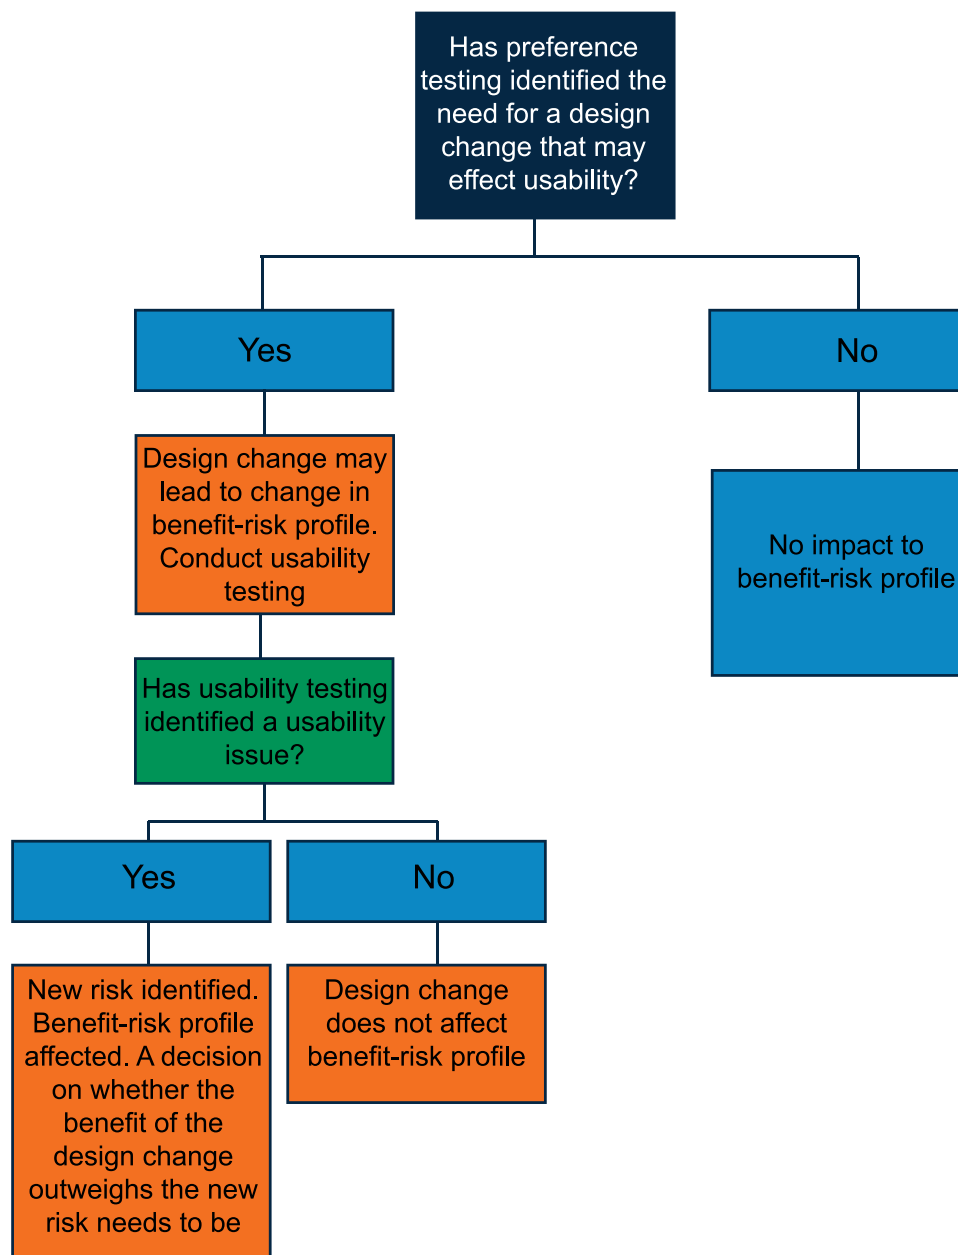 Has preference
testing identified the
need for a design
change that may
effect usability?
Yes
No
Design change may
lead to change in
benefit-risk profile.
Conduct usability
testing
No impact to
benefit-risk profile
Has usability testing
identified a usability
issue?
Yes
No
New risk identified.
Benefit-risk profile
affected. A decision
on whether the
benefit of the
design change
outweighs the new
risk needs to be
Design change
does not affect
benefit-risk profile